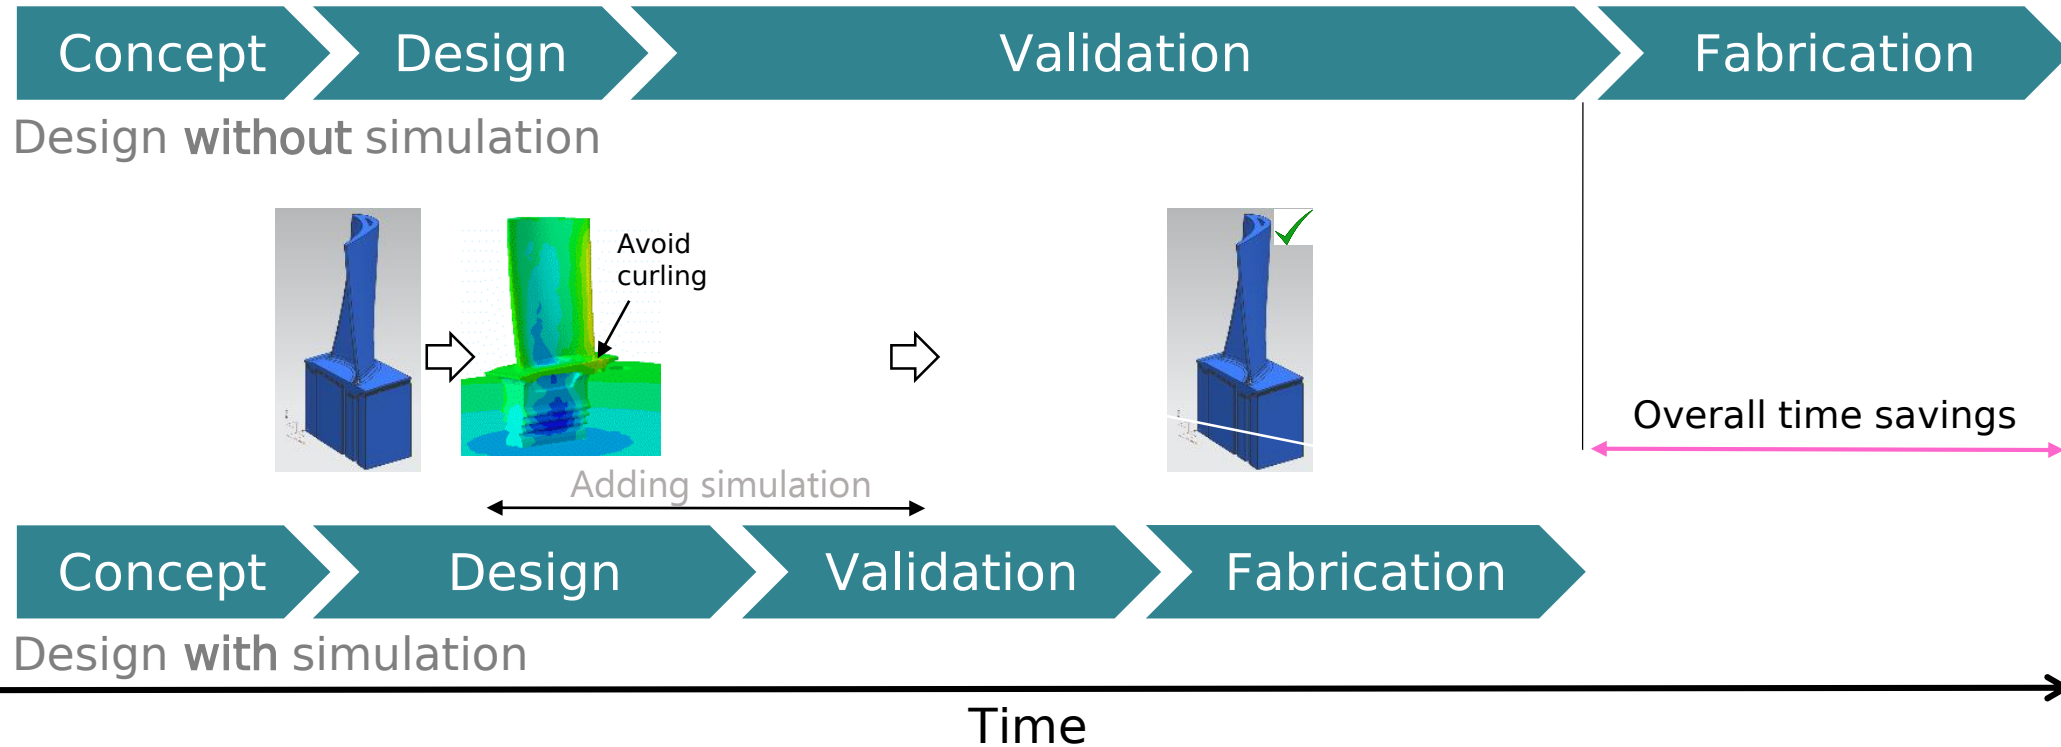 Concept Design Validation Fabrication
Design without simulation
Avoid
curling
Overall time savings
Adding simulation
Concept Design Validation Fabrication
Design with simulation
Time